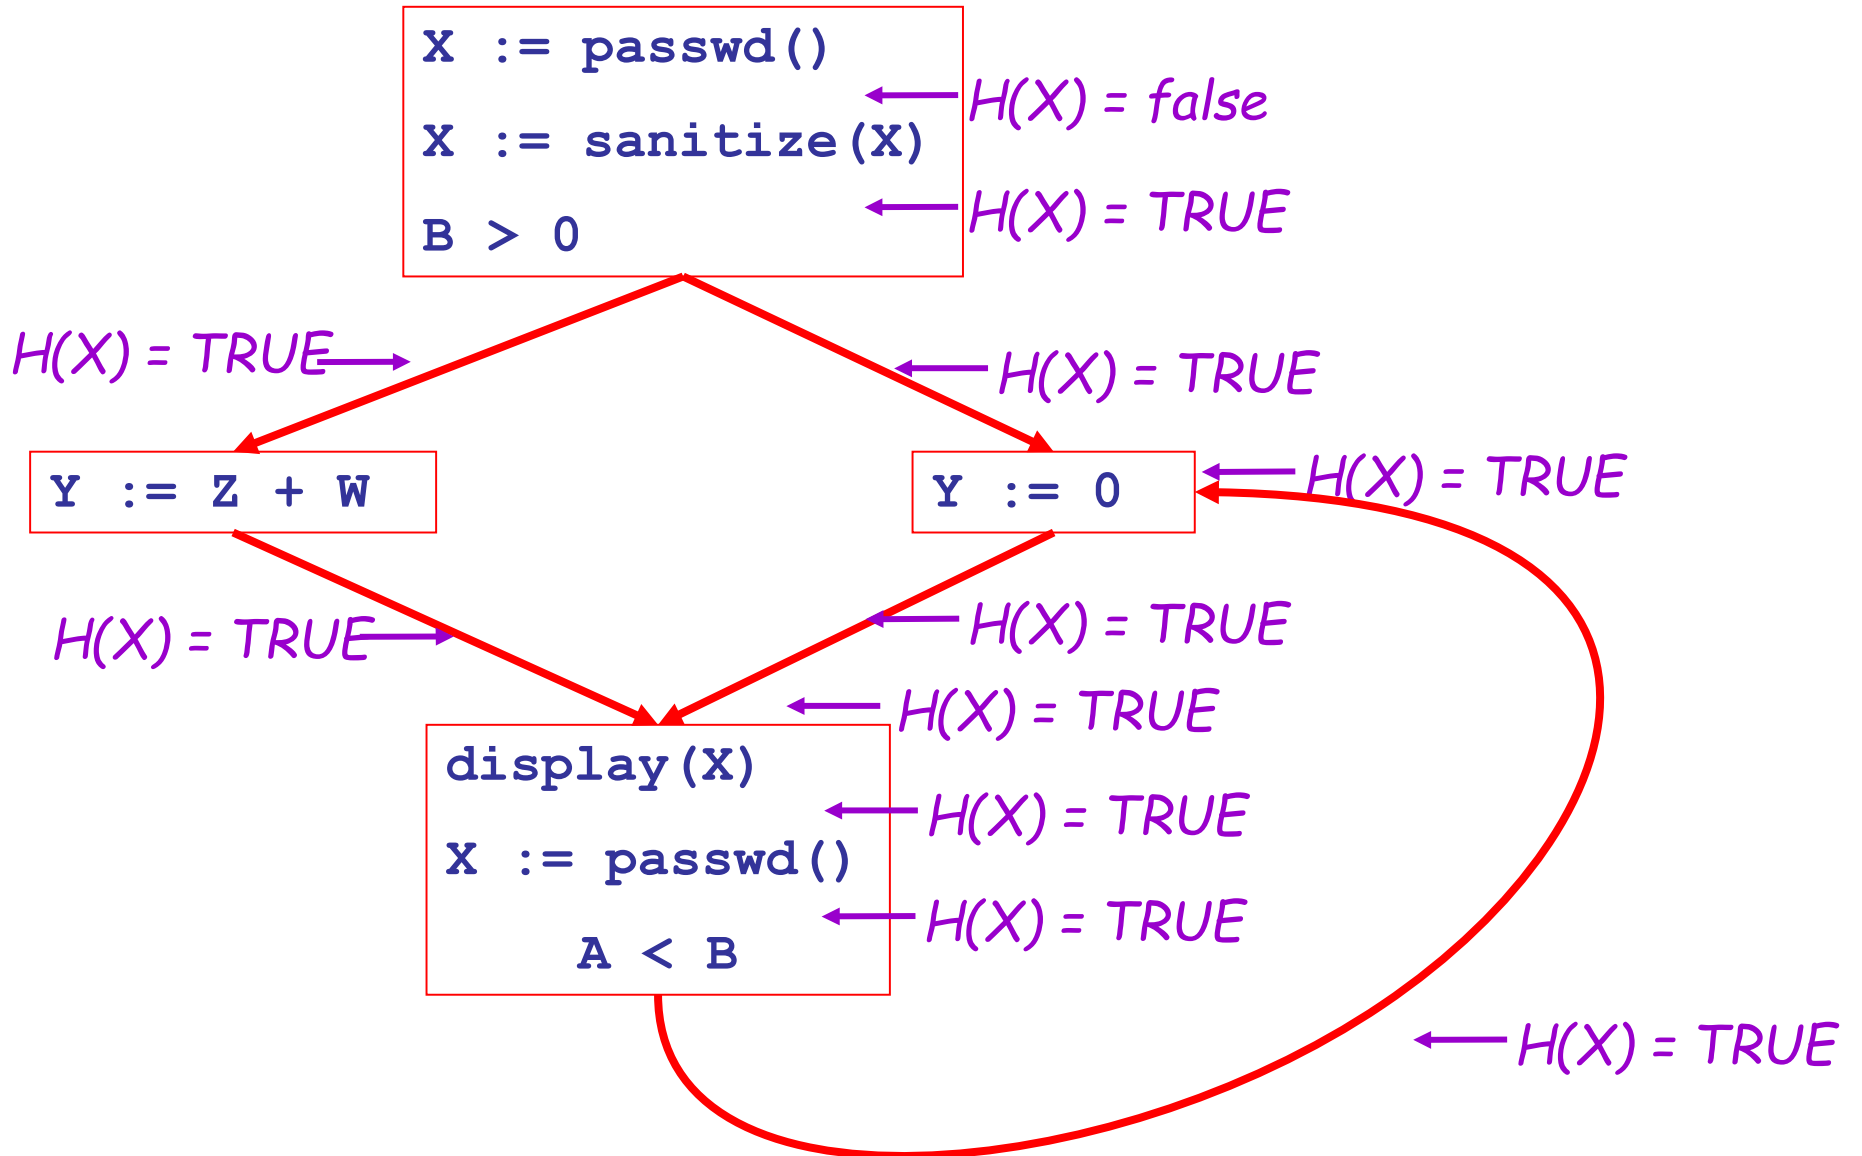 X := passwd()
H(X) = false
X := sanitize(X)
H(X) = TRUE
B > 0
H(X) = TRUE
H(X) = TRUE
H(X) = TRUE
Y := Z + W
Y := 0
H(X) = TRUE
H(X) = TRUE
H(X) = TRUE
display(X)
H(X) = TRUE
X := passwd()
H(X) = TRUE
A < B
H(X) = TRUE